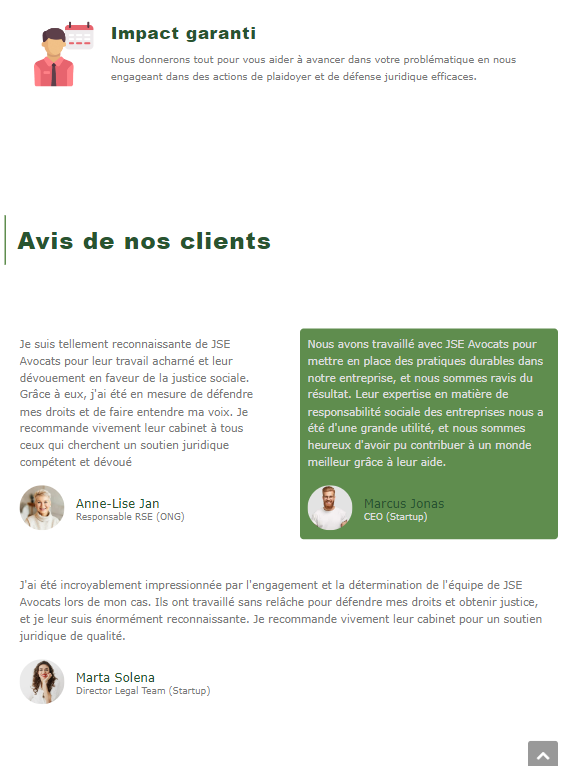 Impact garanti
Nous donnerons tout pour vous aider à avancer dans votre problématique en nous
engageant dans des actions de plaidoyer et de défense juridique efficaces.
Avis de nos clients
Je suis tellement reconnaissante de JSE
Avocats pour leur travail acharné et leur
dévouement en faveur de la justice sociale.
Grâce à eux, j'ai été en mesure de défendre
mes droits et de faire entendre ma voix. Je
recommande vivement leur cabinet à tous
ceux qui cherchent un soutien juridique
compétent et dévoué
Anne-Lise Jan
Responsable RSE (ONG)
Nous avons travaillé avec JSE Avocats pour
mettre en place des pratiques durables dans
notre entreprise, et nous sommes ravis du
résultat. Leur expertise en matière de
responsabilité sociale des entreprises nous a
été d'une grande utilité, et nous sommes
heureux d'avoir pu contribuer à un monde
meilleur grâce à leur aide.
Marcus Jonas
CEO (Startup)
J'ai été incroyablement impressionnée par l'engagement et la détermination de l'équipe de JSE
Avocats lors de mon cas. Ils ont travaillé sans relâche pour défendre mes droits et obtenir justice,
et je leur suis énormément reconnaissante. Je recommande vivement leur cabinet pour un soutien
juridique de qualité.
Marta Solena
Director Legal Team (Startup)